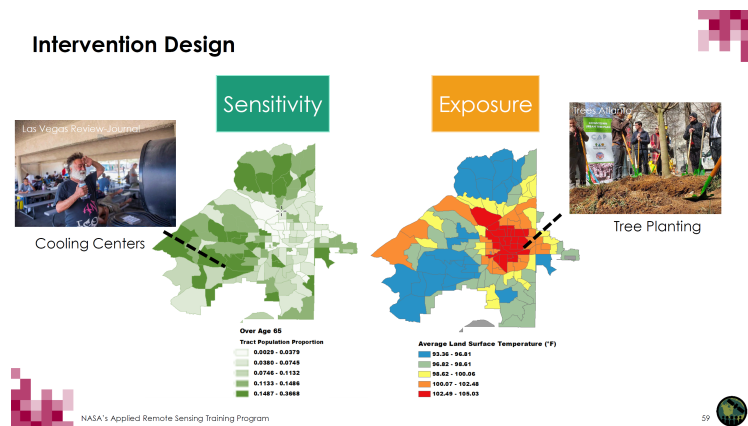 Intervention Design
Sensitivity
Exposure
Las Vegas Review-Journal
Trees Atlanta
Cooling Centers
Tree Planting
Over Age 65
Tract Population Proportion
0.0029 - 0.0379
0.0380 - 0.0745
0.0746 - 0.1132
0.1133 - 0.1486
0.1487 - 0.3668
Average Land Surface Temperature (°F)
93.36 - 96.81
96.82 - 98.61
98.62 - 100.06
100.07 - 102.48
102.49 - 105.03
NASA's Applied Remote Sensing Training Program
59